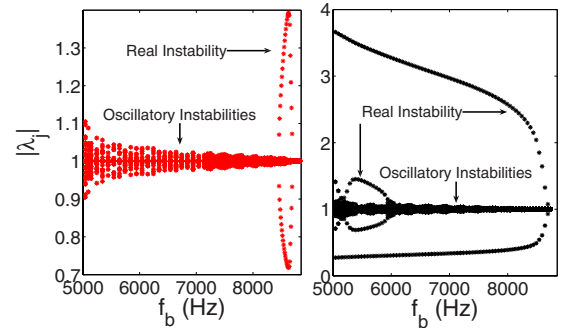 |λj|
1.3
1.2
1.1
1
0.9
0.8
0.7
Real Instability
Oscillatory Instabilities
5000 6000 7000 8000
fb (Hz)
4
3
2
1
0
Real Instability
Oscillatory Instabilities
5000 6000 7000 8000
fb (Hz)